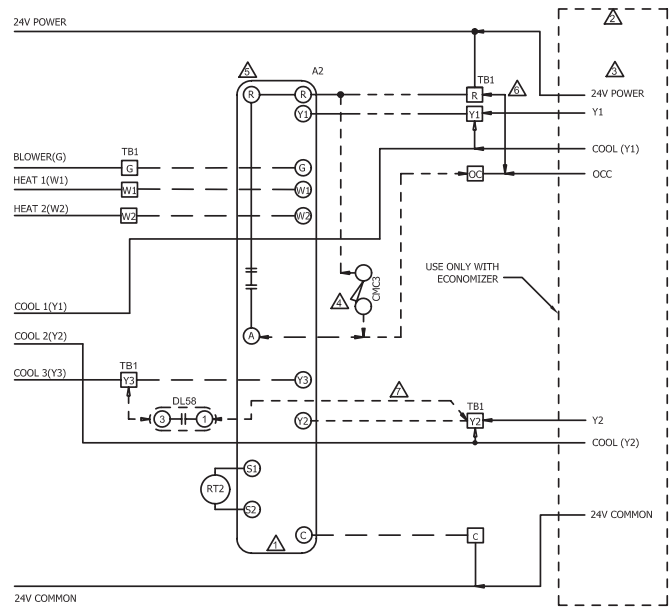 24V POWER
2
5
A2
3
TB1
6
24V POWER
R
R
R
Y1
Y1
Y1
COOL (Y1)
TB1
BLOWER(G)
G
G
OC
OCC
HEAT 1(W1)
W1
W1
HEAT 2(W2)
W2
W2
USE ONLY WITH
ECONOMIZER
4
CMC3
COOL 1(Y1)
COOL 2(Y2)
A
TB1
COOL 3(Y3)
Y3
Y3
7
DL58
TB1
3
1
Y2
Y2
Y2
COOL (Y2)
S1
RT2
S2
24V COMMON
C
C
1
24V COMMON